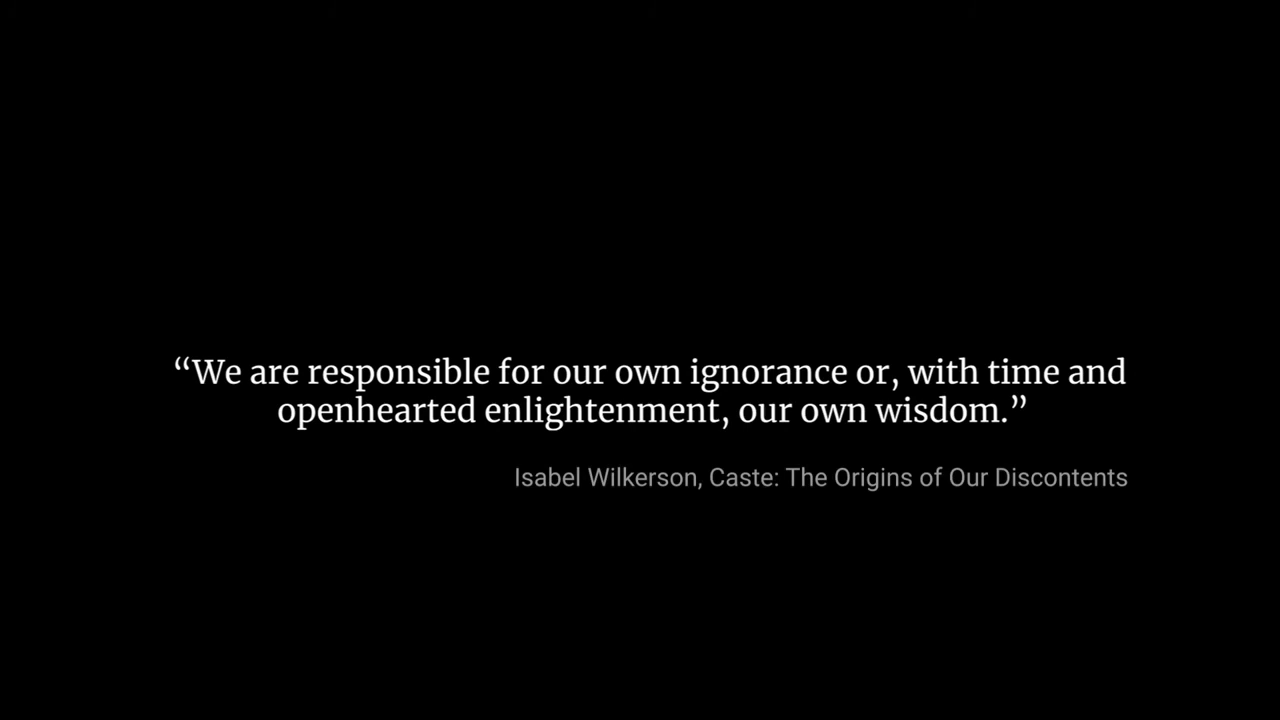 “We are responsible for our own ignorance or, with time and
openhearted enlightenment, our own wisdom.”
Isabel Wilkerson, Caste: The Origins of Our Discontents